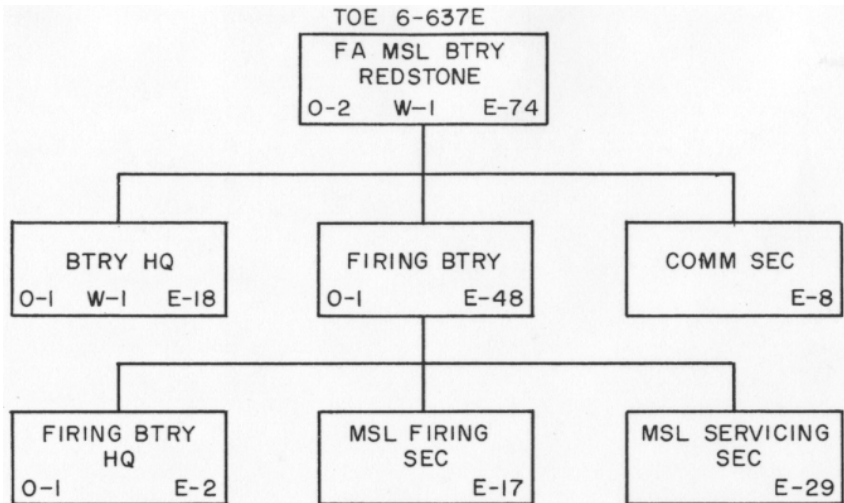 TOE 6-637E
FA MSL BTRY
REDSTONE
O-2 W-1 E-74
BTRY HQ
O-1 W-1 E-18
FIRING BTRY
O-1 E-48
COMM SEC
E-8
FIRING BTRY
HQ
O-1 E-2
MSL FIRING
SEC
E-17
MSL SERVICING
SEC
E-29